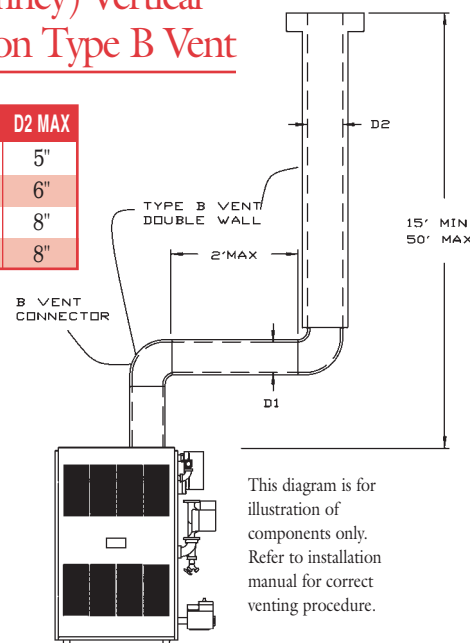 Vertical
on Type B Vent
D2 MAX
5"
6"
8"
8"
D2
TYPE B VENT
DOUBLE WALL
15' MIN
50' MAX
2'MAX
B VENT
CONNECTOR
D1
This diagram is for
illustration of
components only.
Refer to installation
manual for correct
venting procedure.